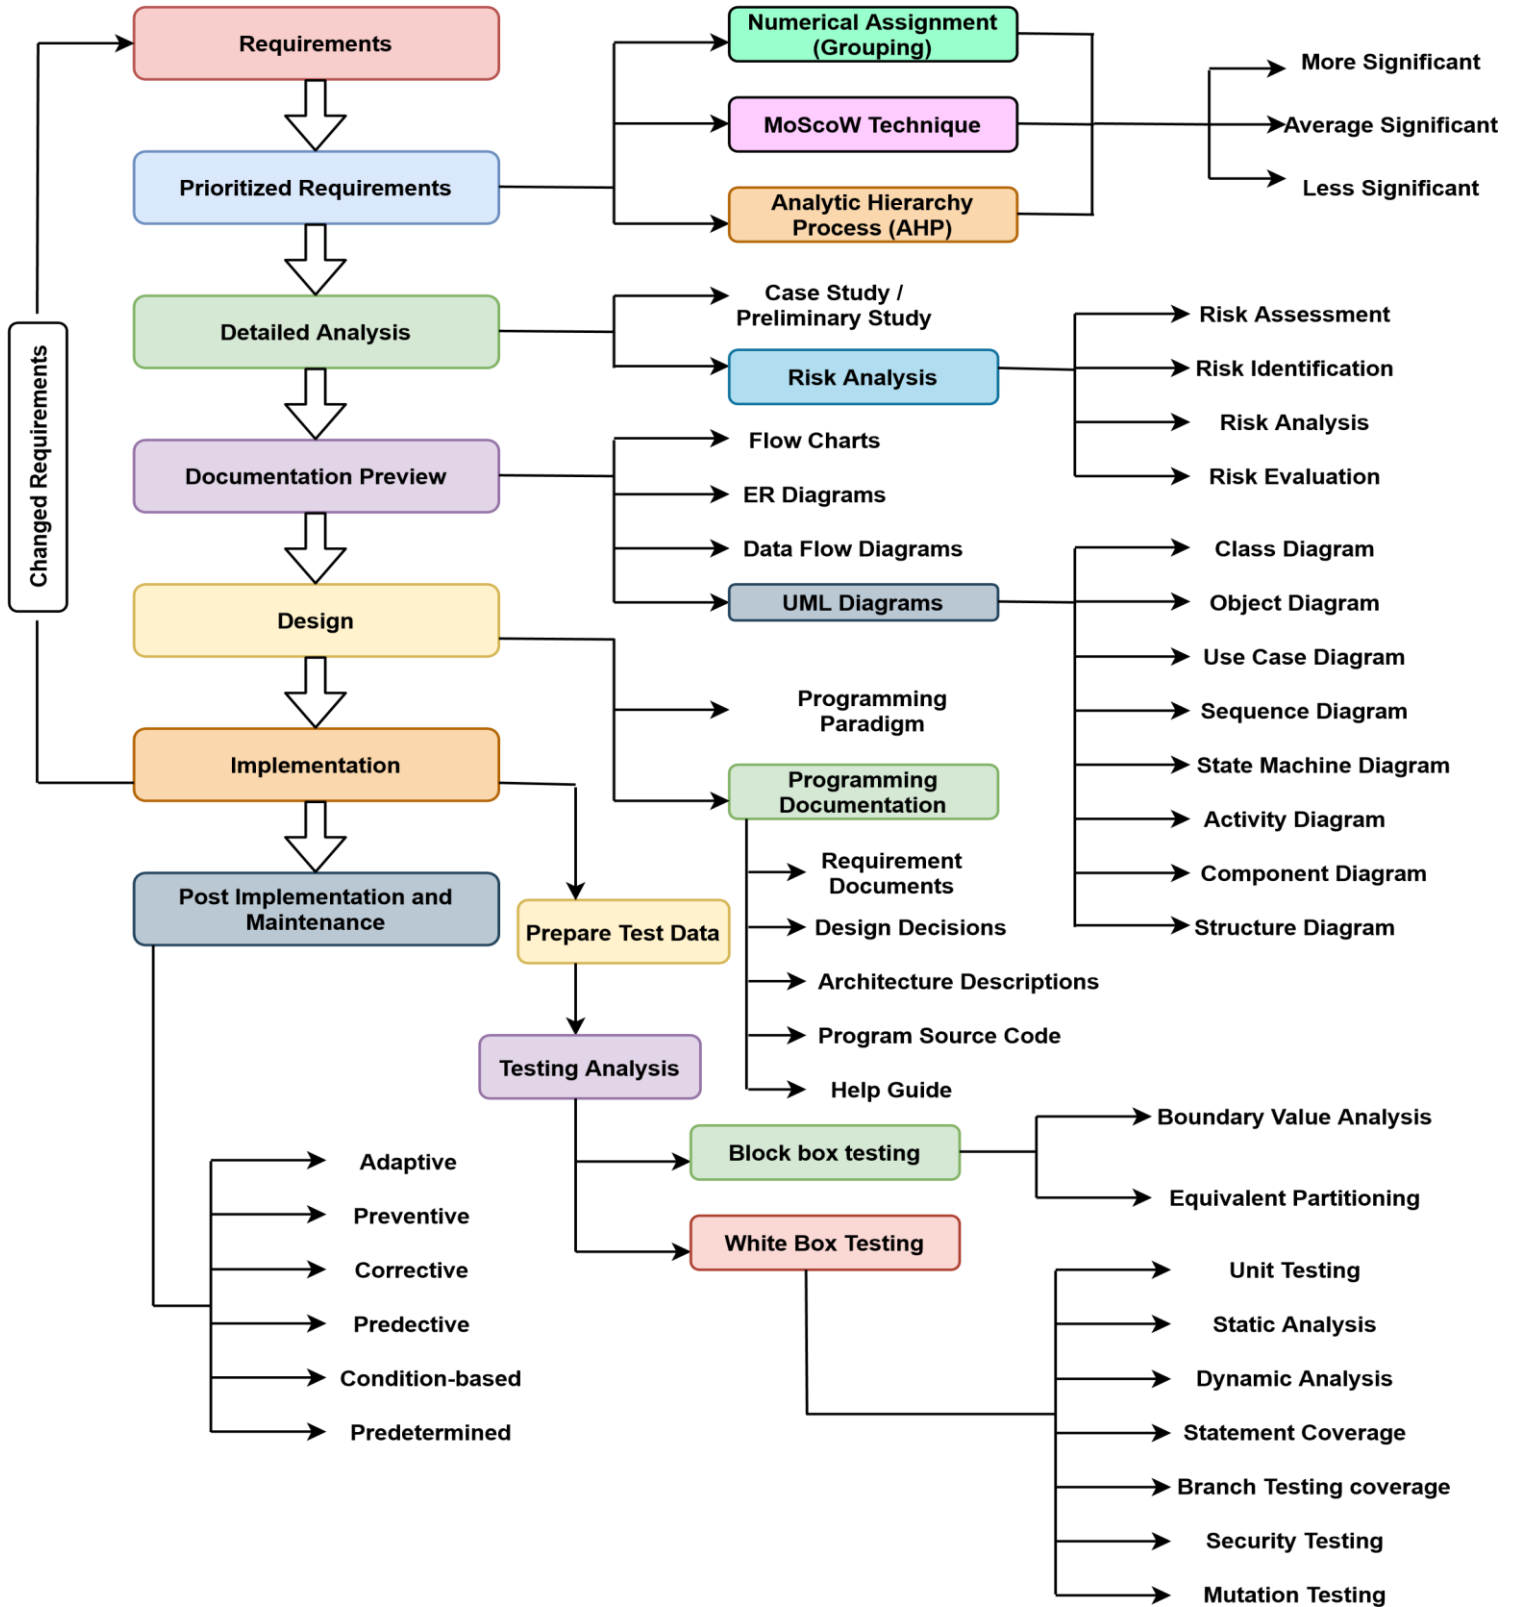 Requirements
Numerical Assignment
(Grouping)
More Significant
MoScoW Technique
Average Significant
Prioritized Requirements
Analytic Hierarchy
Process (AHP)
Less Significant
Detailed Analysis
Case Study /
Preliminary Study
Risk Analysis
Risk Assessment
Risk Identification
Risk Analysis
Risk Evaluation
Changed Requirements
Documentation Preview
Flow Charts
ER Diagrams
Data Flow Diagrams
UML Diagrams
Class Diagram
Object Diagram
Use Case Diagram
Sequence Diagram
State Machine Diagram
Activity Diagram
Component Diagram
Structure Diagram
Design
Programming
Paradigm
Programming
Documentation
Requirement
Documents
Design Decisions
Architecture Descriptions
Program Source Code
Help Guide
Implementation
Prepare Test Data
Testing Analysis
Block box testing
Boundary Value Analysis
Equivalent Partitioning
White Box Testing
Unit Testing
Static Analysis
Dynamic Analysis
Statement Coverage
Branch Testing coverage
Security Testing
Mutation Testing
Post Implementation and
Maintenance
Adaptive
Preventive
Corrective
Predective
Condition-based
Predetermined